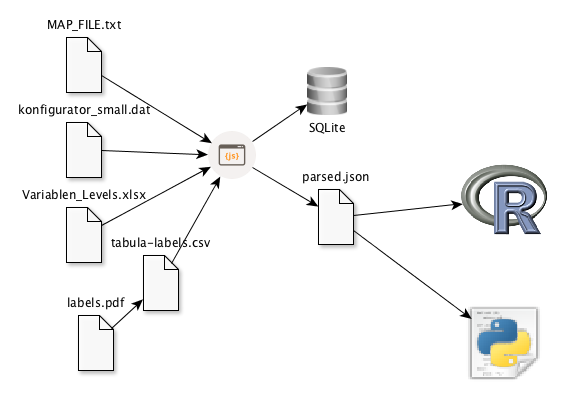 MAP_FILE.txt
konfigurator_small.dat
{js}
SQLite
Variablen_Levels.xlsx
parsed.json
R
tabula-labels.csv
labels.pdf